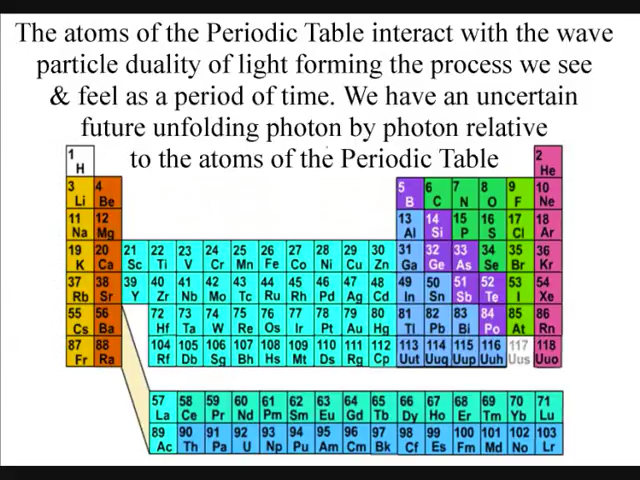 The atoms of the Periodic Table interact with the wave
particle duality of light forming the process we see
& feel as a period of time. We have an uncertain
future unfolding photon by photon relative
to the atoms of the Periodic Table
1 2
H He
3 4 5 6 7 8 9 10
Li Be B C N O F Ne
11 12 13 14 15 16 17 18
Na Mg Al Si P S Cl Ar
19 20 21 22 23 24 25 26 27 28 29 30 31 32 33 34 35 36
K Ca Sc Ti V Cr Mn Fe Co Ni Cu Zn Ga Ge As Se Br Kr
37 38 39 40 41 42 43 44 45 46 47 48 49 50 51 52 53 54
Rb Sr Y Zr Nb Mo Tc Ru Rh Pd Ag Cd In Sn Sb Te I Xe
55 56 72 73 74 75 76 77 78 79 80 81 82 83 84 85 86
Cs Ba Hf Ta W Re Os Ir Pt Au Hg Tl Pb Bi Po At Rn
87 88 104 105 106 107 108 109 110 111 112 113 114 115 116 117 118
Fr Ra Rf Db Sg Bh Hs Mt Ds Rg Cp Uut Uuq Uup Uuh Uus Uuo
57 58 59 60 61 62 63 64 65 66 67 68 69 70 71
La Ce Pr Nd Pm Sm Eu Gd Tb Dy Ho Er Tm Yb Lu
89 90 91 92 93 94 95 96 97 98 99 100 101 102 103
Ac Th Pa U Np Pu Am Cm Bk Cf Es Fm Md No Lr